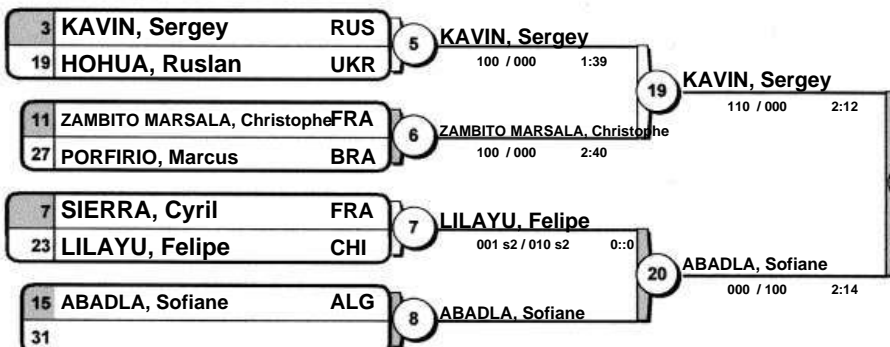 3 KAVIN, Sergey RUS
19 HOHUA, Ruslan UKR
5
KAVIN, Sergey
100 / 000 1:39
11 ZAMBITO MARSALA, Christophe FRA
27 PORFIRIO, Marcus BRA
6
ZAMBITO MARSALA, Christophe
100 / 000 2:40
19
KAVIN, Sergey
110 / 000 2:12
7 SIERRA, Cyril FRA
23 LILAYU, Felipe CHI
7
LILAYU, Felipe
001 s2 / 010 s2 0::0
15 ABADLA, Sofiane ALG
31
8
ABADLA, Sofiane
20
ABADLA, Sofiane
000 / 100 2:14